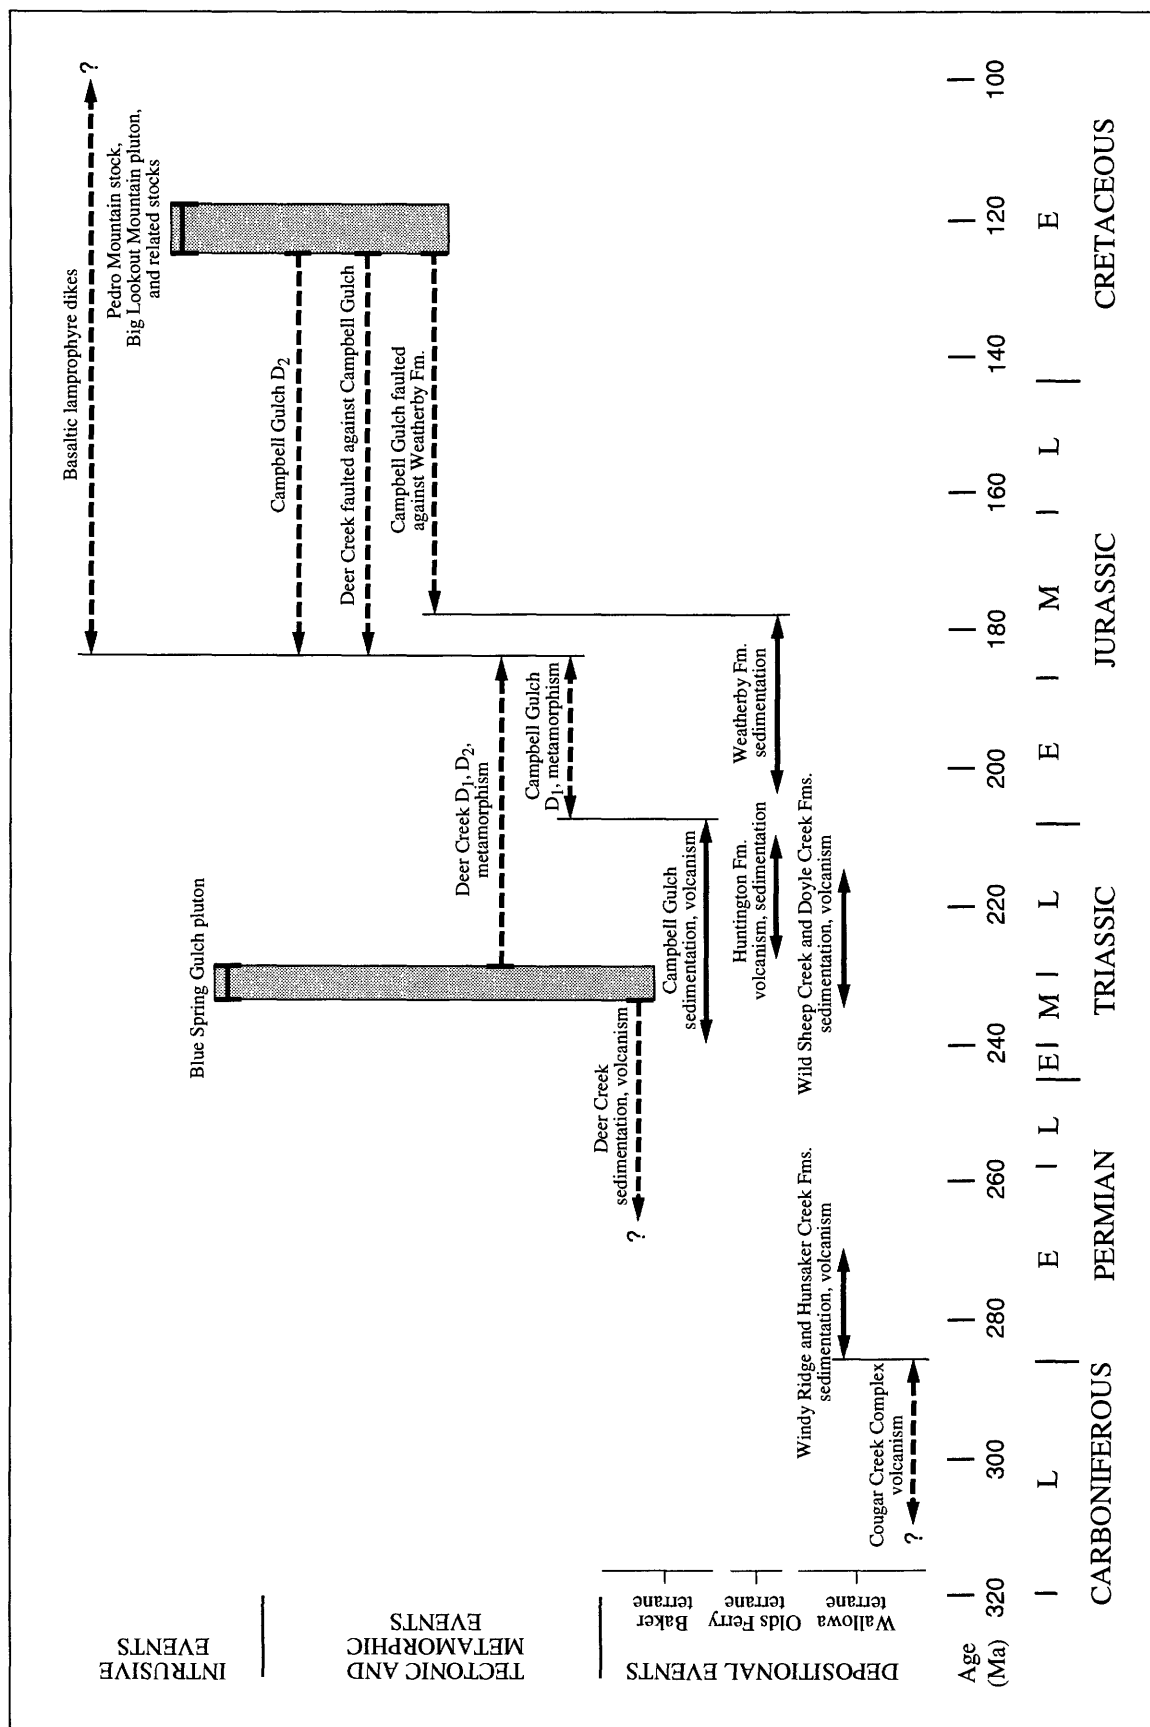 Basaltic lamprophyre dikes
?
Pedro Mountain stock,
Big Lookout Mountain pluton,
and related stocks
Blue Spring Gulch pluton
Campbell Gulch D2
Deer Creek faulted against Campbell Gulch
Campbell Gulch faulted
against Weatherby Fm.
Deer Creek D1, D2,
metamorphism
Campbell Gulch
D1, metamorphism
Deer Creek
sedimentation, volcanism
?
Campbell Gulch
sedimentation, volcanism
Huntington Fm.
volcanism, sedimentation
Weatherby Fm.
sedimentation
Windy Ridge and Hunsaker Creek Fms.
sedimentation, volcanism
Wild Sheep Creek and Doyle Creek Fms.
sedimentation, volcanism
Cougar Creek Complex
volcanism
?
INTRUSIVE
EVENTS
TECTONIC AND
METAMORPHIC
EVENTS
DEPOSITIONAL EVENTS
Baker
terrane
Olds Ferry
terrane
Wallowa
terrane
Age
(Ma)
320 300 280 260 240 220 200 180 160 140 120 100
L E L E M L E M L E
CARBONIFEROUS PERMIAN TRIASSIC JURASSIC CRETACEOUS